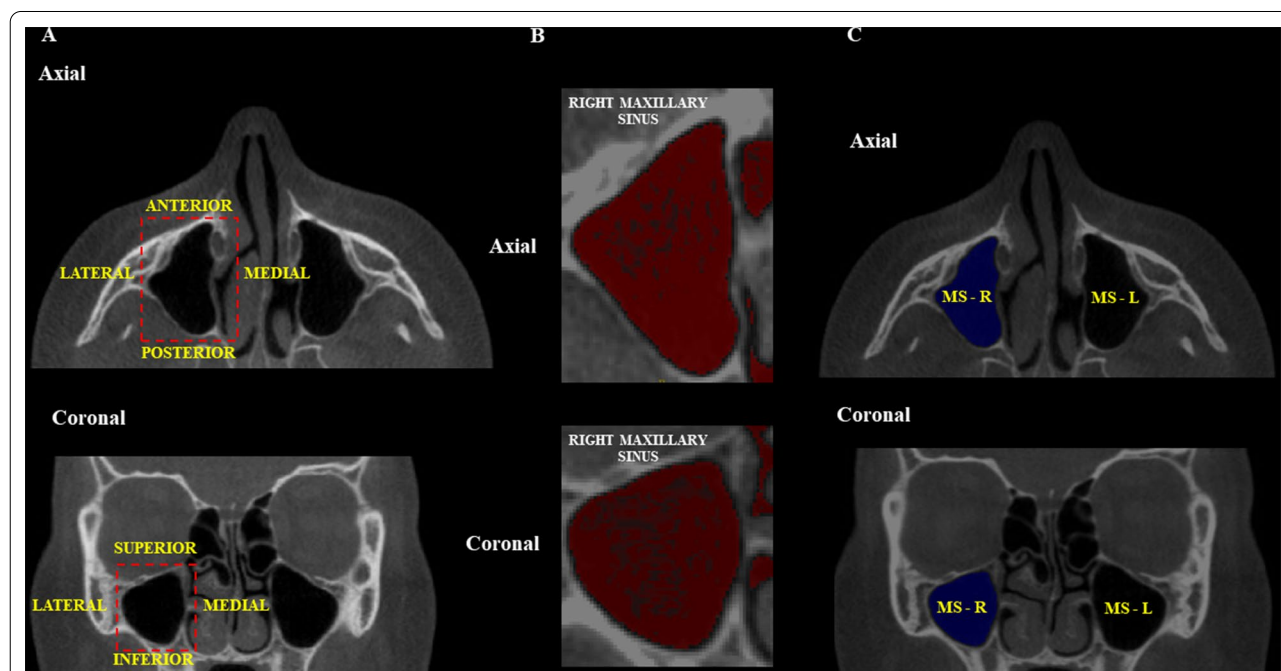 A
B
C
Axial
ANTERIOR
LATERAL
MEDIAL
POSTERIOR
Coronal
SUPERIOR
LATERAL
MEDIAL
INFERIOR
RIGHT MAXILLARY
SINUS
Axial
RIGHT MAXILLARY
SINUS
Coronal
Axial
MS - R
MS - L
Coronal
MS - R
MS - L